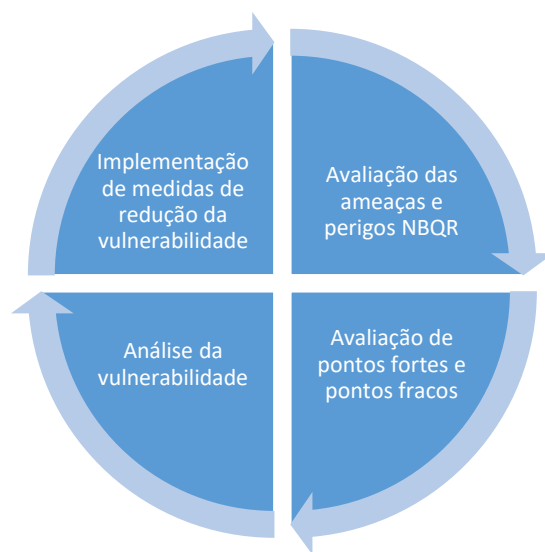 Implementação
de medidas de
redução da
vulnerabilidade
Avaliação das
ameaças e
perigos NBQR
Análise da
vulnerabilidade
Avaliação de
pontos fortes e
pontos fracos